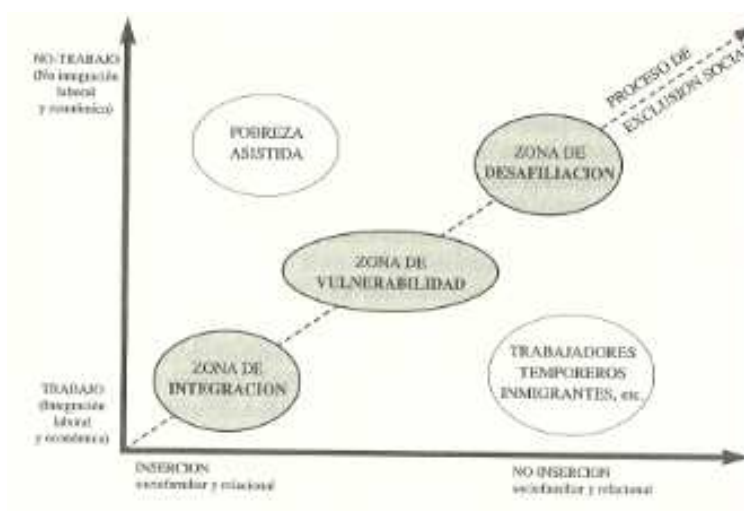 NO-TRABAJO
(No integración
laboral
y económica)
POBREZA
ASISTIDA
PROCESO DE
EXCLUSION SOCIAL
ZONA DE
DESAFILIACION
ZONA DE
VULNERABILIDAD
ZONA DE
INTEGRACION
TRABAJADORES
TEMPOREROS
INMIGRANTES, etc.
TRABAJO
(Integración
laboral
y económica)
INSERCION
sociofamiliar y relacional
NO INSERCION
sociofamiliar y relacional